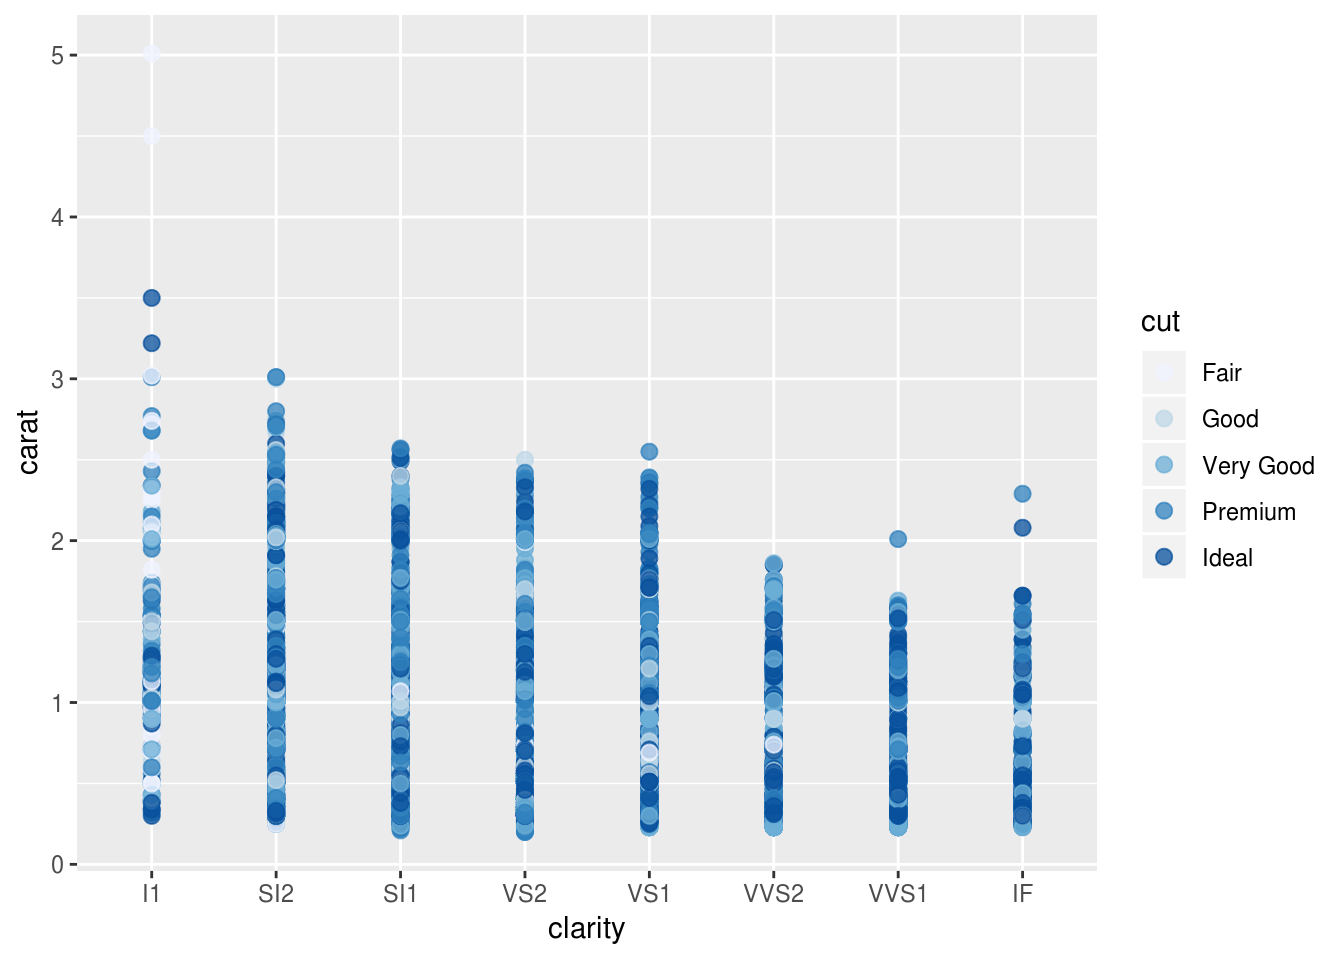 5
4
3
2
1
0
carat
I1 SI2 SI1 VS2 VS1 VVS2 VVS1 IF
clarity
cut
Fair
Good
Very Good
Premium
Ideal